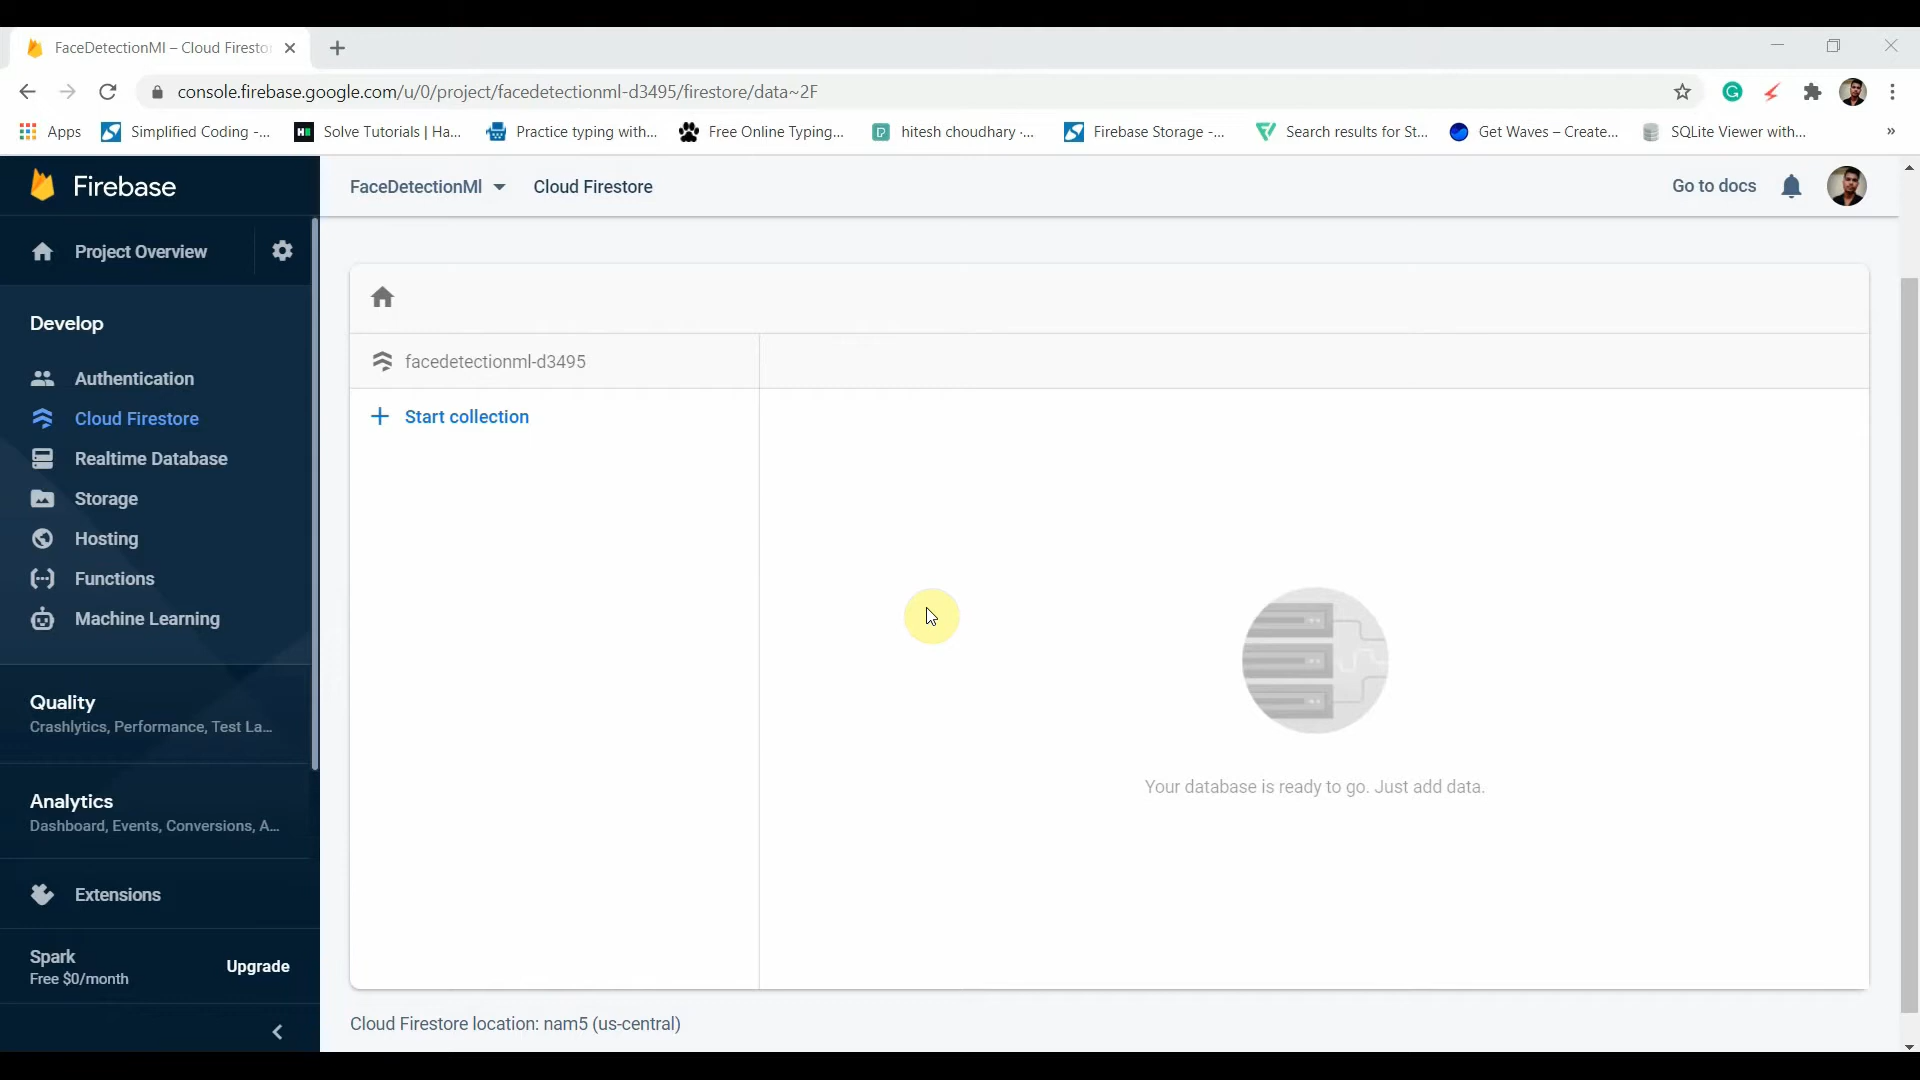 FaceDetectionMl – Cloud Firesto
console.firebase.google.com/u/0/project/facedetectionml-d3495/firestore/data~2F
Apps
Simplified Coding -...
Solve Tutorials | Ha...
Practice typing with...
Free Online Typing...
hitesh choudhary -...
Firebase Storage -...
Search results for St...
Get Waves – Create...
SQLite Viewer with...
»
Firebase
FaceDetectionMl
Cloud Firestore
Go to docs
Project Overview
Develop
Authentication
Cloud Firestore
Realtime Database
Storage
Hosting
Functions
Machine Learning
Quality
Crashlytics, Performance, Test La...
Analytics
Dashboard, Events, Conversions, A...
Extensions
Spark
Free $0/month
Upgrade
facedetectionml-d3495
+ Start collection
Your database is ready to go. Just add data.
Cloud Firestore location: nam5 (us-central)